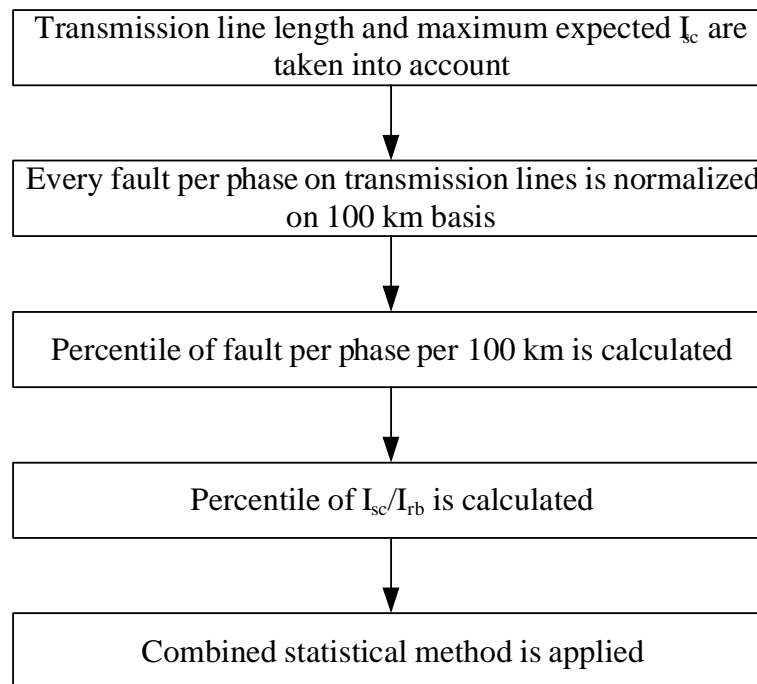 Transmission line length and maximum expected Isc are
taken into account
Every fault per phase on transmission lines is normalized
on 100 km basis
Percentile of fault per phase per 100 km is calculated
Percentile of Isc/Irb is calculated
Combined statistical method is applied